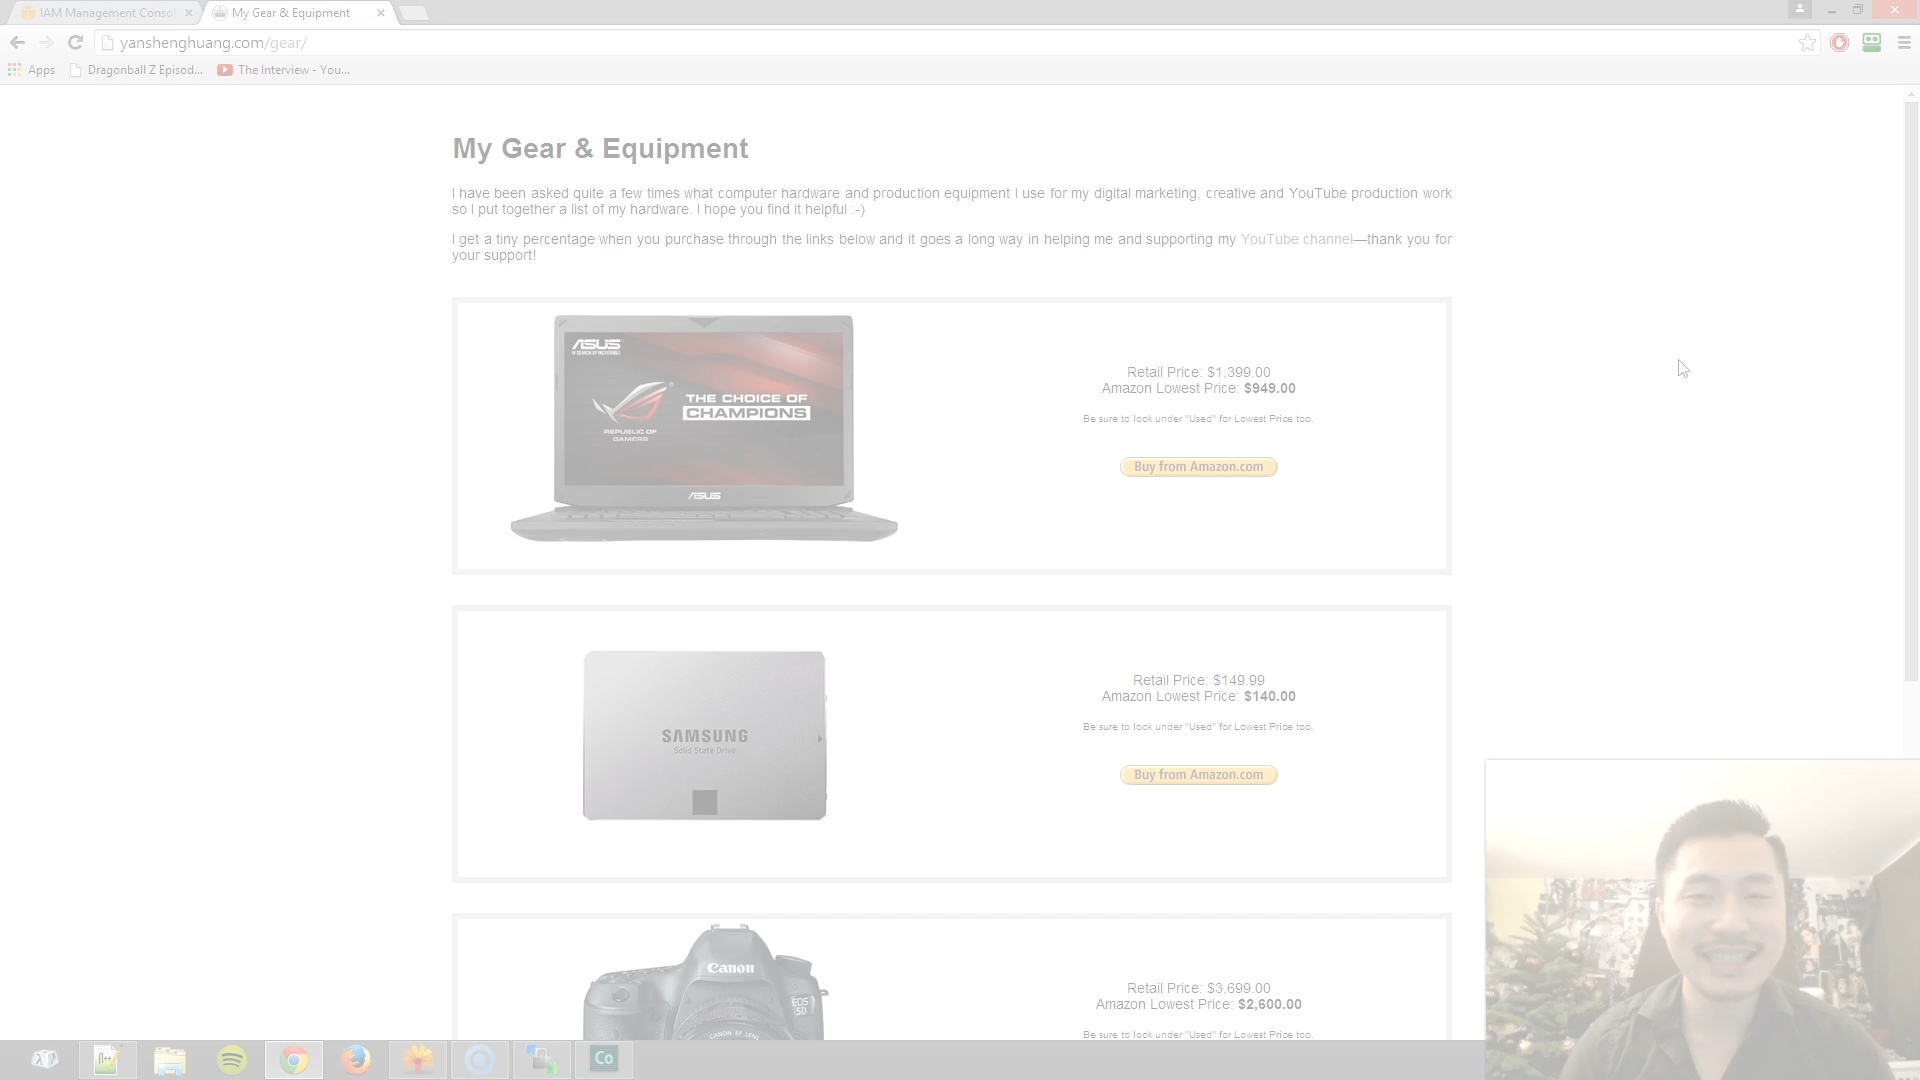 IAM Management Consol
My Gear & Equipment
yanshenghuang.com/gear/
Apps
Dragonball Z Episod...
The Interview - You...
My Gear & Equipment
I have been asked quite a few times what computer hardware and production equipment I use for my digital marketing, creative and YouTube production work
so I put together a list of my hardware. I hope you find it helpful :-)
I get a tiny percentage when you purchase through the links below and it goes a long way in helping me and supporting my YouTube channel—thank you for
your support!
ASUS
IN SEARCH OF INCREDIBLE
THE CHOICE OF
CHAMPIONS
REPUBLIC OF
GAMERS
ASUS
Retail Price: $1,399.00
Amazon Lowest Price: $949.00
Be sure to look under "Used" for Lowest Price too.
Buy from Amazon.com
SAMSUNG
Solid State Drive
Retail Price: $149.99
Amazon Lowest Price: $140.00
Be sure to look under "Used" for Lowest Price too.
Buy from Amazon.com
Canon
EOS
5D
CANON EF LENS
Retail Price: $3,699.00
Amazon Lowest Price: $2,600.00
Be sure to look under "Used" for Lowest Price too.
Co